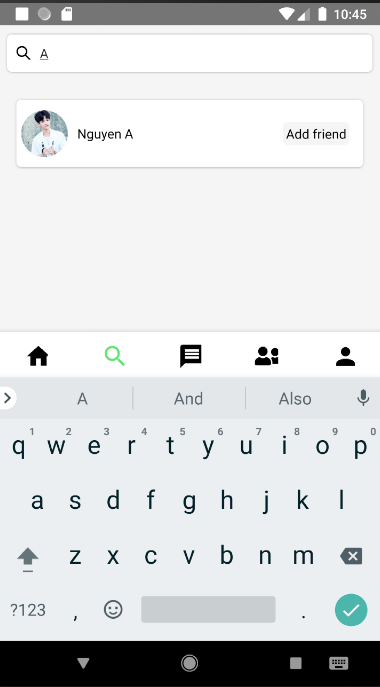 10:45
A
Nguyen A
Add friend
A And Also
1 2 3 4 5 6 7 8 9 0
q w e r t y u i o p
a s d f g h j k l
z x c v b n m
?123 , .